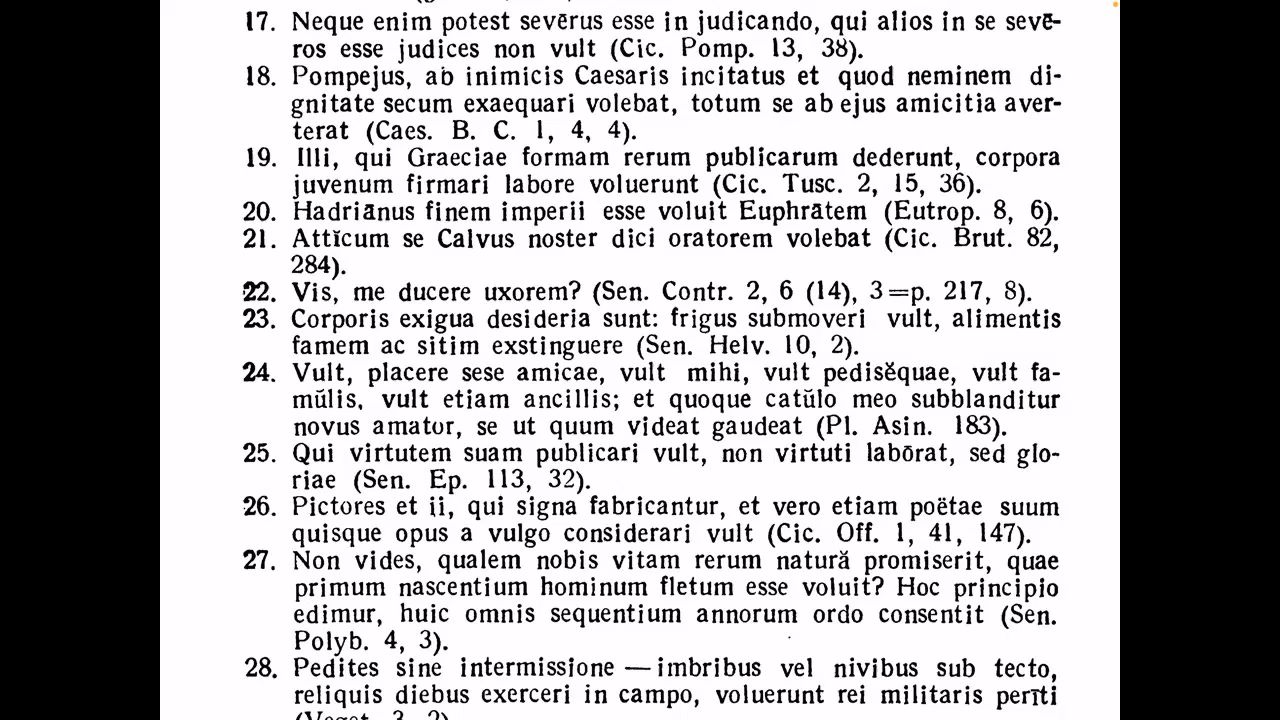 17. Neque enim potest sevērus esse in judicando, qui alios in se sevē-
ros esse judices non vult (Cic. Pomp. 13, 38).
18. Pompejus, ab inimicis Caesaris incitatus et quod neminem di-
gnitate secum exaequari volebat, totum se ab ejus amicitia aver-
terat (Caes. B. C. 1, 4, 4).
19. Illi, qui Graeciae formam rerum publicarum dederunt, corpora
juvenum firmari labore voluerunt (Cic. Tusc. 2, 15, 36).
20. Hadriānus finem imperii esse voluit Euphrātem (Eutrop. 8, 6).
21. Attĭcum se Calvus noster dici oratorem volebat (Cic. Brut. 82,
284).
22. Vis, me ducere uxorem? (Sen. Contr. 2, 6 (14), 3=p. 217, 8).
23. Corporis exigua desideria sunt: frigus submoveri vult, alimentis
famem ac sitim exstinguere (Sen. Helv. 10, 2).
24. Vult, placere sese amicae, vult mihi, vult pedisĕquae, vult fa-
mŭlis, vult etiam ancillis; et quoque catŭlo meo subblanditur
novus amator, se ut quum videat gaudeat (Pl. Asin. 183).
25. Qui virtutem suam publicari vult, non virtuti labōrat, sed glo-
riae (Sen. Ep. 113, 32).
26. Pictores et ii, qui signa fabricantur, et vero etiam poëtae suum
quisque opus a vulgo considerari vult (Cic. Off. 1, 41, 147).
27. Non vides, qualem nobis vitam rerum natură promiserit, quae
primum nascentium hominum fletum esse voluit? Hoc principio
edimur, huic omnis sequentium annorum ordo consentit (Sen.
Polyb. 4, 3).
28. Pedites sine intermissione — imbribus vel nivibus sub tecto,
reliquis diebus exerceri in campo, voluerunt rei militaris perīti
(Veget. 3, 2)